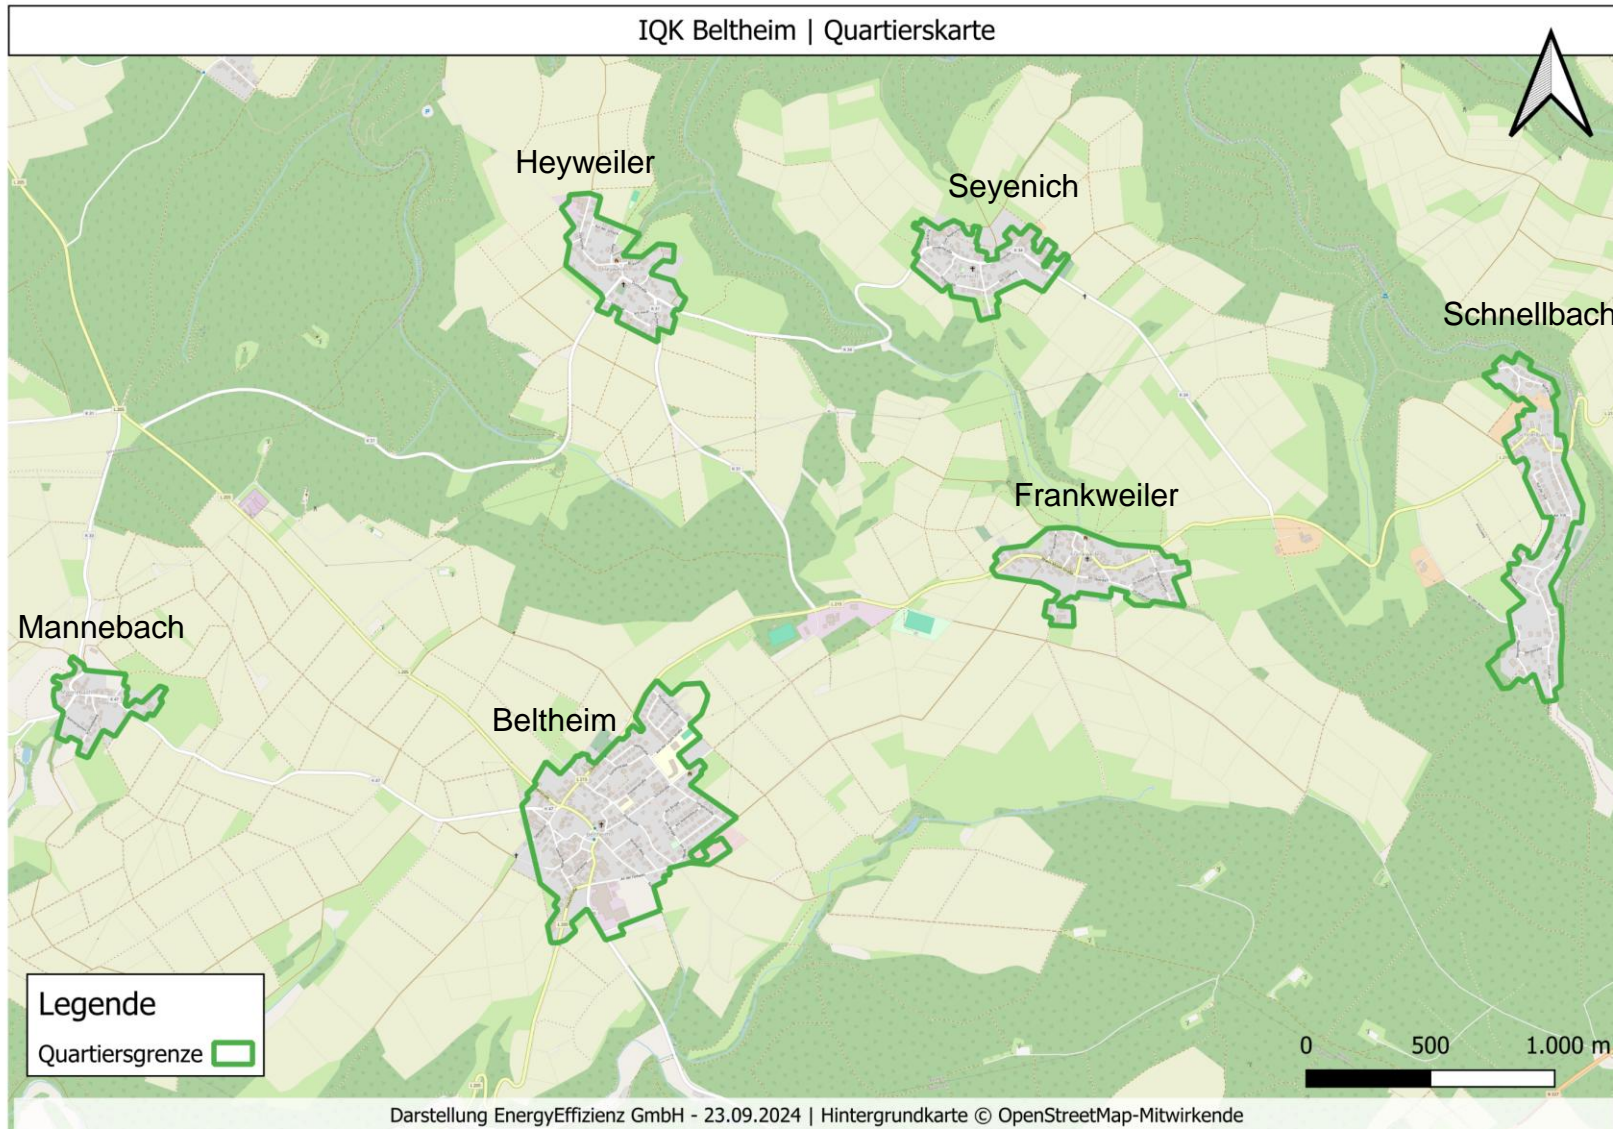 IQK Beltheim | Quartierskarte
Heyweiler
Seyenich
Schnellbach
Frankweiler
Mannebach
Beltheim
Legende
Quartiersgrenze
0 500 1.000 m
Darstellung EnergyEffizienz GmbH - 23.09.2024 | Hintergrundkarte © OpenStreetMap-Mitwirkende